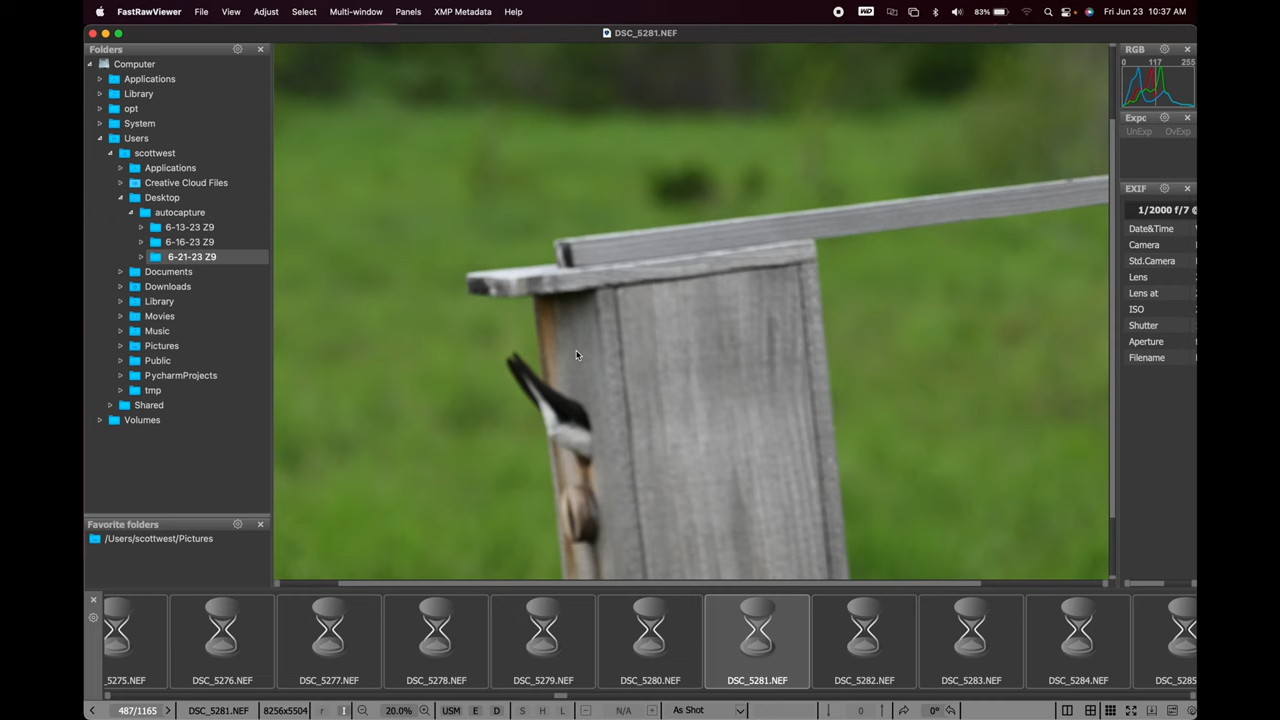 FastRawViewer File View Adjust Select Multi-window Panels XMP Metadata Help WD 83% Fri Jun 23 10:37 AM
DSC_5281.NEF
Folders
Computer
Applications
Library
opt
System
Users
scottwest
Applications
Creative Cloud Files
Desktop
autocapture
6-13-23 Z9
6-16-23 Z9
6-21-23 Z9
Documents
Downloads
Library
Movies
Music
Pictures
Public
PycharmProjects
tmp
Shared
Volumes
Favorite folders
/Users/scottwest/Pictures
RGB
0 117 255
Expc
UnExp OvExp
EXIF
1/2000 f/7
Date&Time
Camera
Std.Camera
Lens
Lens at
ISO
Shutter
Aperture
Filename
_5275.NEF DSC_5276.NEF DSC_5277.NEF DSC_5278.NEF DSC_5279.NEF DSC_5280.NEF DSC_5281.NEF DSC_5282.NEF DSC_5283.NEF DSC_5284.NEF DSC_5285
487/1165 DSC_5281.NEF 8256x5504 r I 20.0% USM E D S H L N/A As Shot 0 0°